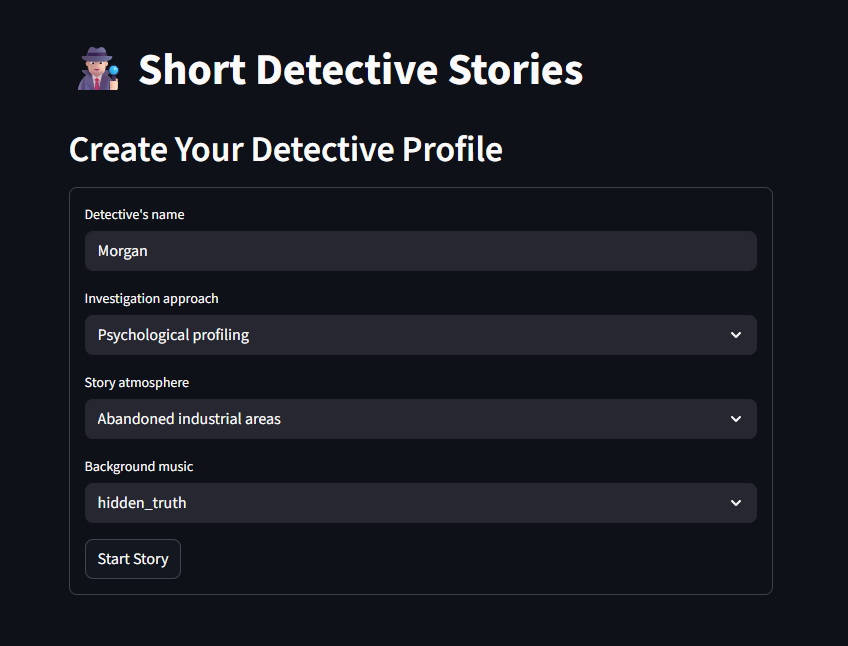 Short Detective Stories
Create Your Detective Profile
Detective's name
Morgan
Investigation approach
Psychological profiling
Story atmosphere
Abandoned industrial areas
Background music
hidden_truth
Start Story